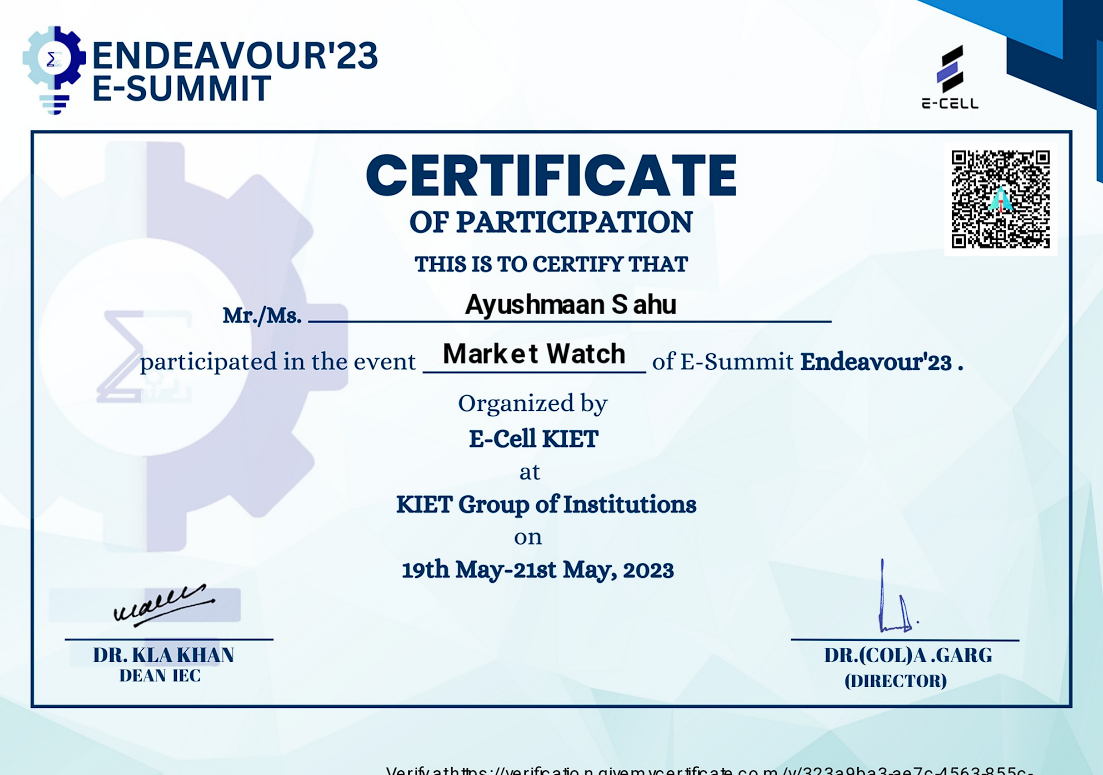 ENDEAVOUR'23
E-SUMMIT
E-CELL
CERTIFICATE
OF PARTICIPATION
THIS IS TO CERTIFY THAT
Mr./Ms. Ayushmaan Sahu
participated in the event Market Watch of E-Summit Endeavour'23 .
Organized by
E-Cell KIET
at
KIET Group of Institutions
on
19th May-21st May, 2023
DR. KLA KHAN
DEAN IEC
DR.(COL)A .GARG
(DIRECTOR)
Verify at https://verification.givemycertificate.com/v/323a9ba3-ae7c-4563-855c-